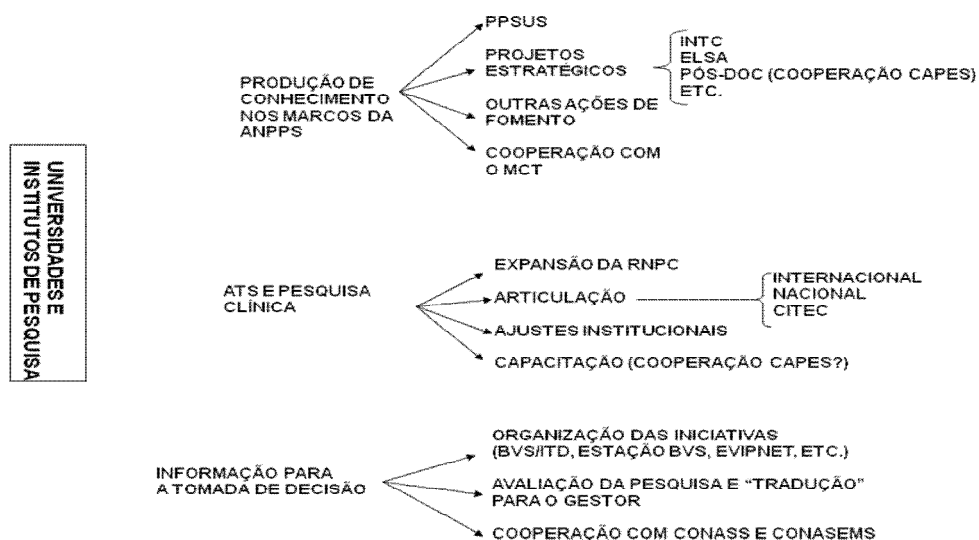 UNIVERSIDADES E
INSTITUTOS DE PESQUISA
PRODUÇÃO DE
CONHECIMENTO
NOS MARCOS DA
ANPPS
PPSUS
PROJETOS
ESTRATÉGICOS
INTC
ELSA
PÓS-DOC (COOPERAÇÃO CAPES)
ETC.
OUTRAS AÇÕES DE
FOMENTO
COOPERAÇÃO COM
O MCT
ATS E PESQUISA
CLÍNICA
EXPANSÃO DA RNPC
ARTICULAÇÃO
INTERNACIONAL
NACIONAL
CITEC
AJUSTES INSTITUCIONAIS
CAPACITAÇÃO (COOPERAÇÃO CAPES?)
INFORMAÇÃO PARA
A TOMADA DE DECISÃO
ORGANIZAÇÃO DAS INICIATIVAS
(BVS/ITD, ESTAÇÃO BVS, EVIPNET, ETC.)
AVALIAÇÃO DA PESQUISA E “TRADUÇÃO”
PARA O GESTOR
COOPERAÇÃO COM CONASS E CONASEMS